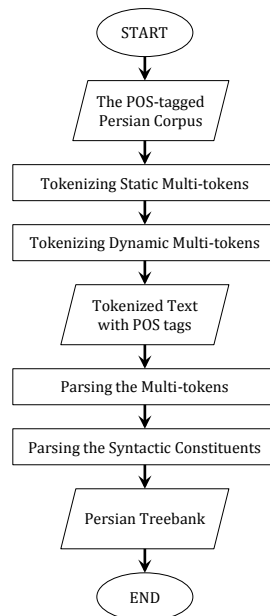 START
The POS-tagged
Persian Corpus
Tokenizing Static Multi-tokens
Tokenizing Dynamic Multi-tokens
Tokenized Text
with POS tags
Parsing the Multi-tokens
Parsing the Syntactic Constituents
Persian Treebank
END